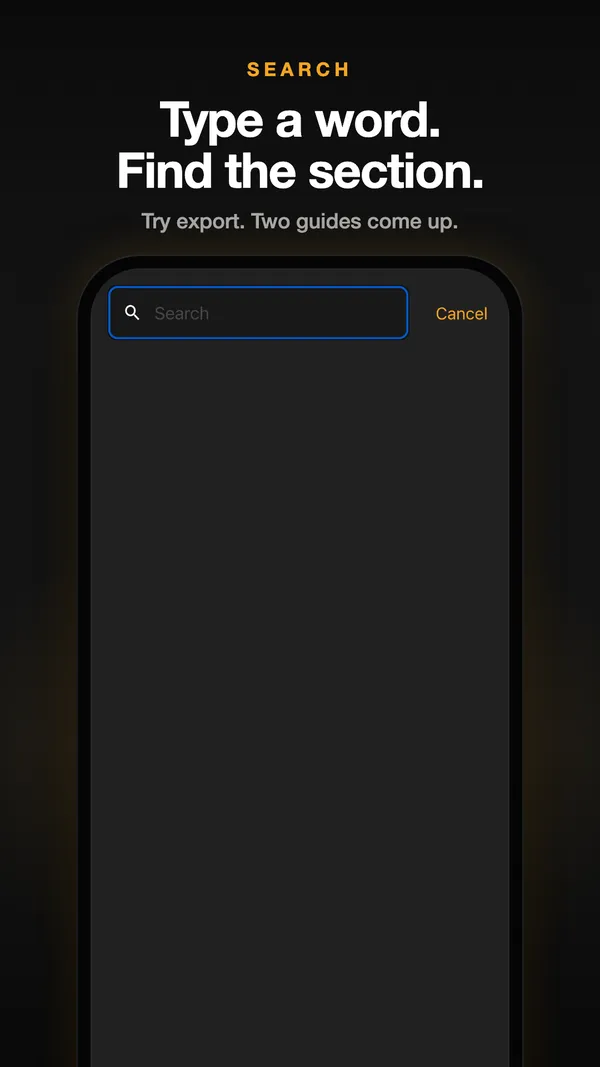 SEARCH
Type a word.
Find the section.
Try export. Two guides come up.
Search
Cancel